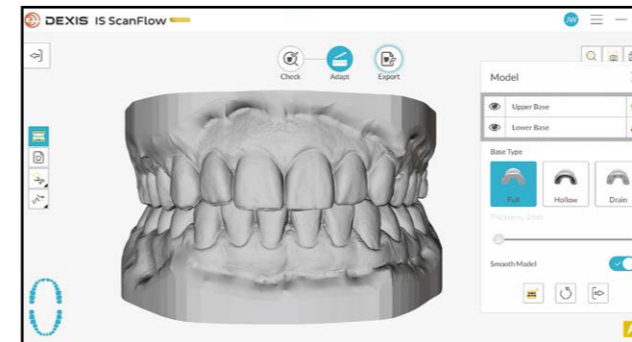 DEXIS IS ScanFlow
JW
Check
Adapt
Export
Model
Upper Base
Lower Base
Base Type
Full
Hollow
Drain
Smooth Model